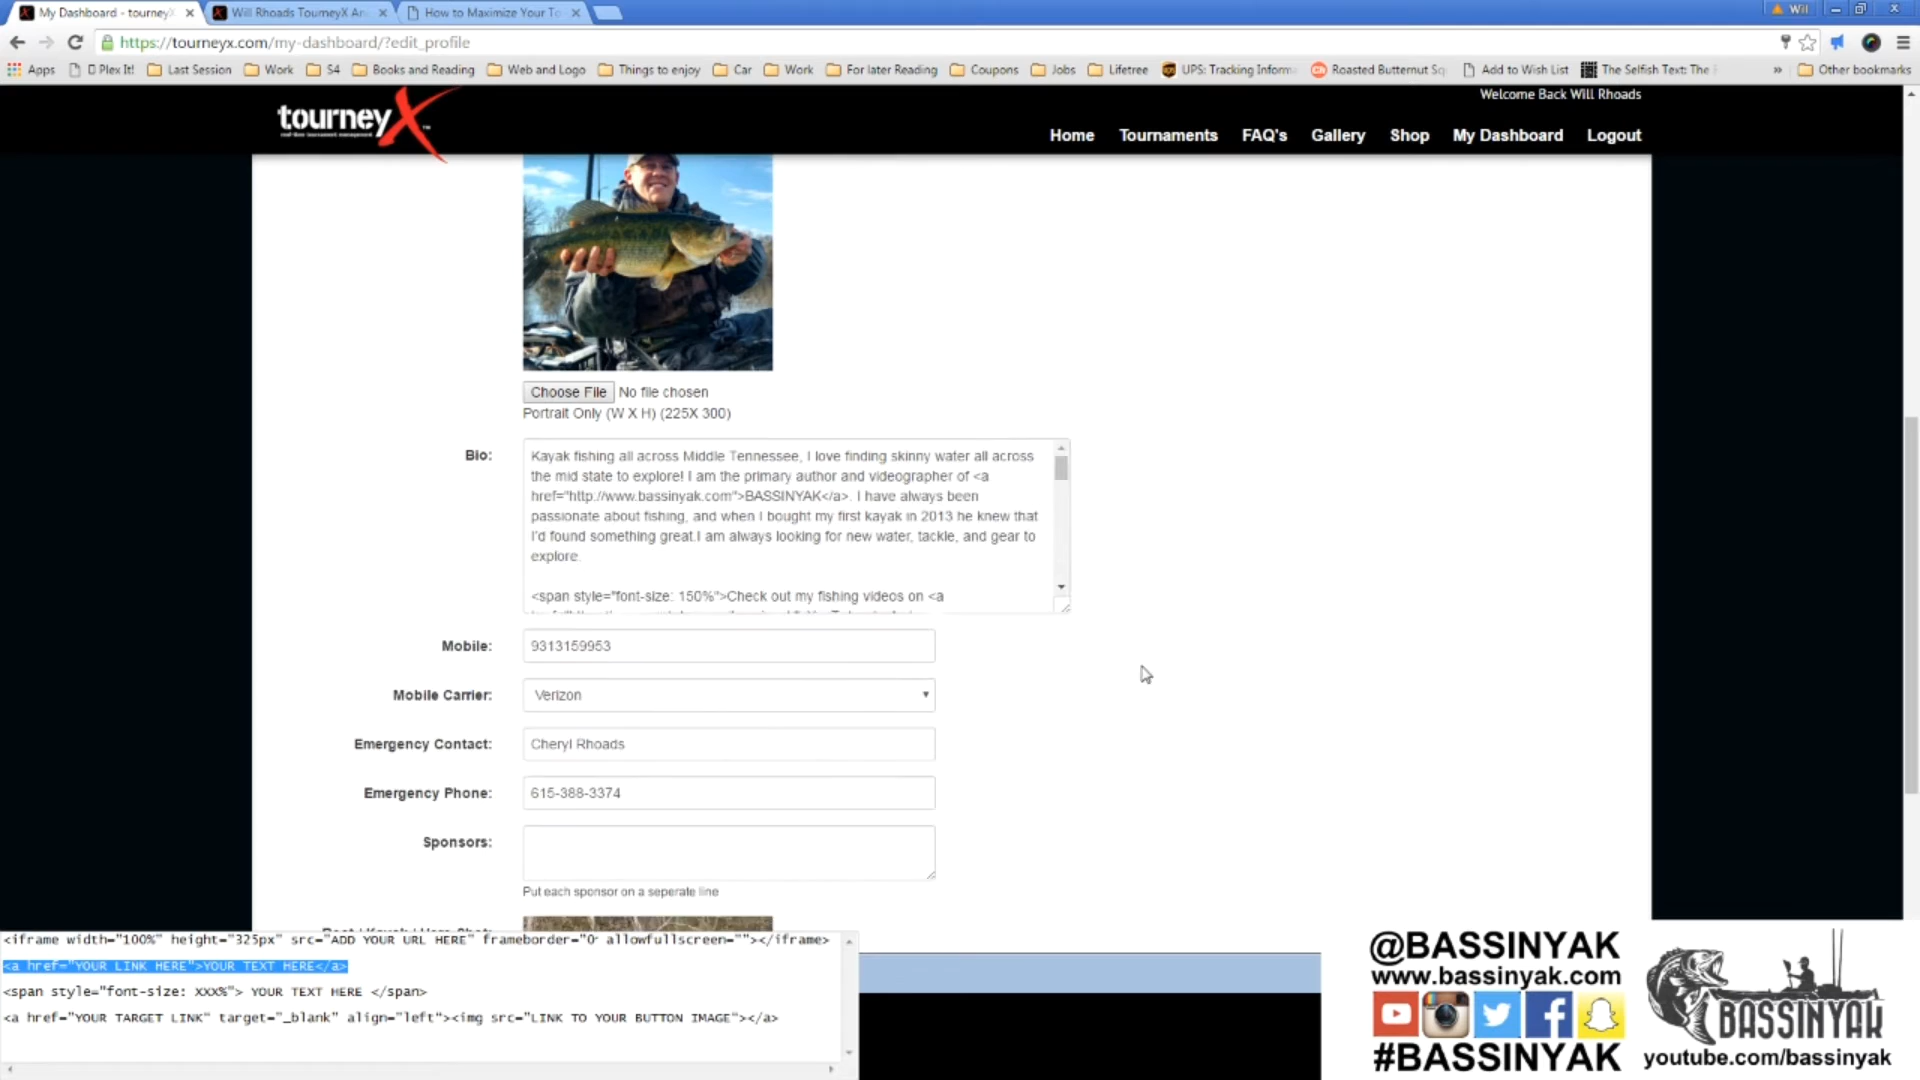 My Dashboard - tourney
Will Rhoads TourneyX An
How to Maximize Your To
Wil
https://tourneyx.com/my-dashboard/?edit_profile
Apps
Plex It!
Last Session
Work
S4
Books and Reading
Web and Logo
Things to enjoy
Car
Work
For later Reading
Coupons
Jobs
Lifetree
UPS: Tracking Inform
Roasted Butternut Sq
Add to Wish List
The Selfish Text: The
»
Other bookmarks
Welcome Back Will Rhoads
tourneyX
Home
Tournaments
FAQ's
Gallery
Shop
My Dashboard
Logout
Choose File No file chosen
Portrait Only (W X H) (225X 300)
Bio:
Kayak fishing all across Middle Tennessee, I love finding skinny water all across
the mid state to explore! I am the primary author and videographer of <a
href="http://www.bassinyak.com">BASSINYAK</a>. I have always been
passionate about fishing, and when I bought my first kayak in 2013 he knew that
I'd found something great.I am always looking for new water, tackle, and gear to
explore.
<span style="font-size: 150%">Check out my fishing videos on <a
Mobile: 9313159953
Mobile Carrier: Verizon
Emergency Contact: Cheryl Rhoads
Emergency Phone: 615-388-3374
Sponsors:
Put each sponsor on a seperate line
<iframe width="100%" height="325px" src="ADD YOUR URL HERE" frameborder="0" allowfullscreen=""></iframe>
<a href="YOUR LINK HERE">YOUR TEXT HERE</a>
<span style="font-size: XXX%"> YOUR TEXT HERE </span>
<a href="YOUR TARGET LINK" target="_blank" align="left"><img src="LINK TO YOUR BUTTON IMAGE"></a>
@BASSINYAK
www.bassinyak.com
#BASSINYAK
BASSINYAK
youtube.com/bassinyak